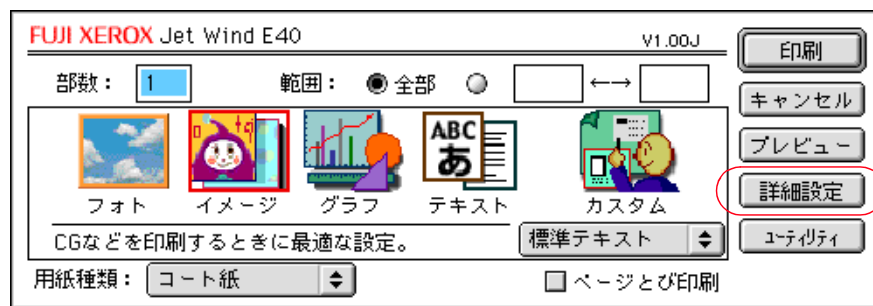 FUJI XEROX Jet Wind E40
V1.00J
印刷
部数： 1
範囲： 全部 ←→
キャンセル
プレビュー
詳細設定
ユーティリティ
ABC
あ
フォト
イメージ
グラフ
テキスト
カスタム
CGなどを印刷するときに最適な設定。
標準テキスト
用紙種類： コート紙
ページとび印刷